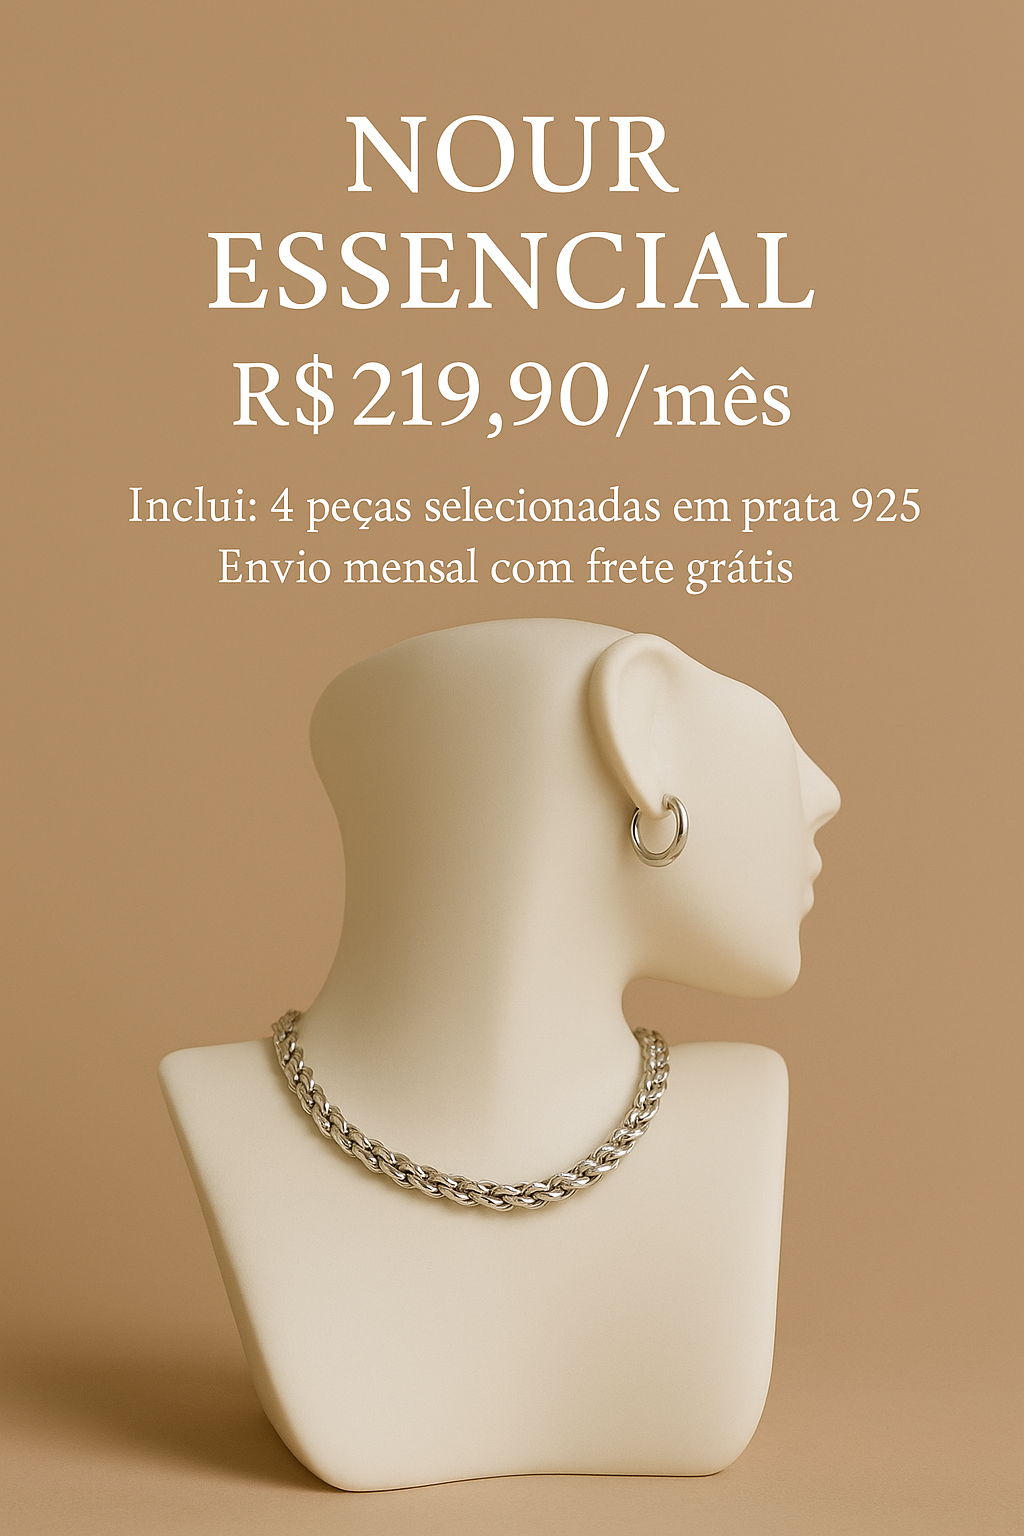 NOUR
ESSENCIAL
R$ 219,90/mês
Inclui: 4 peças selecionadas em prata 925
Envio mensal com frete grátis